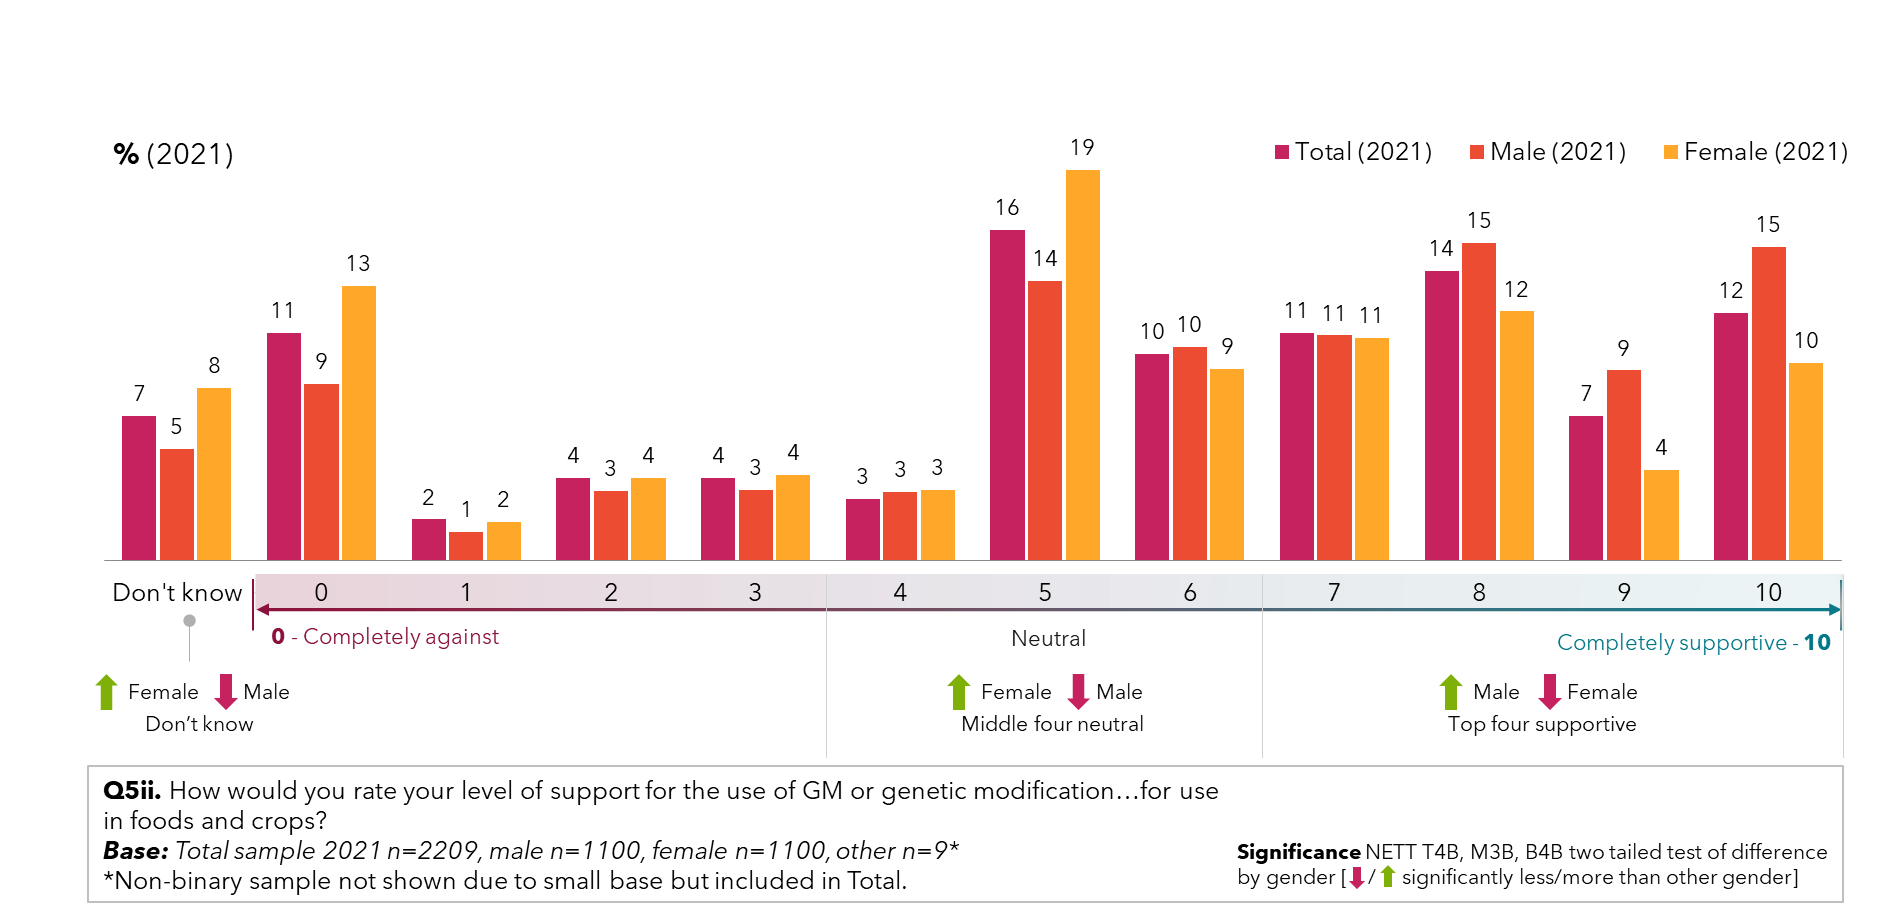 % (2021)
Total (2021) Male (2021) Female (2021)
7 5 8
11 9 13
2 1 2
4 3 4
4 3 4
3 3 3
16 14 19
10 10 9
11 11 11
14 15 12
7 9 4
12 15 10
Don't know 0 1 2 3 4 5 6 7 8 9 10
0 - Completely against Neutral Completely supportive - 10
Female Male
Don’t know
Female Male
Middle four neutral
Male Female
Top four supportive
Q5ii. How would you rate your level of support for the use of GM or genetic modification…for use
in foods and crops?
Base: Total sample 2021 n=2209, male n=1100, female n=1100, other n=9*
*Non-binary sample not shown due to small base but included in Total.
Significance NETT T4B, M3B, B4B two tailed test of difference
by gender [ / significantly less/more than other gender]